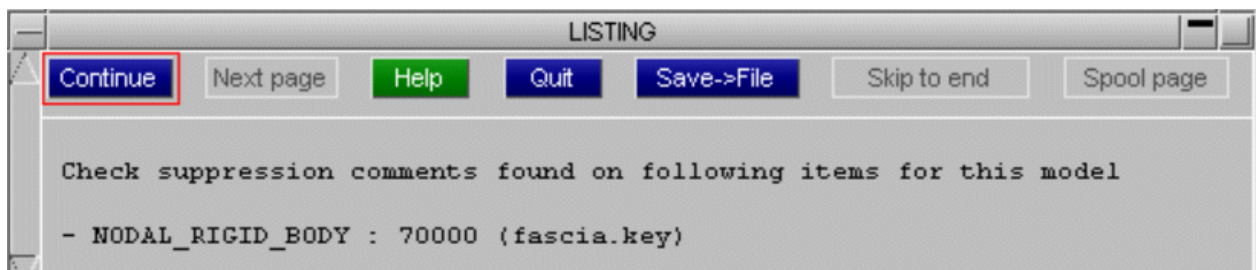 LISTING
Continue Next page Help Quit Save->File Skip to end Spool page
Check suppression comments found on following items for this model
- NODAL_RIGID_BODY : 70000 (fascia.key)